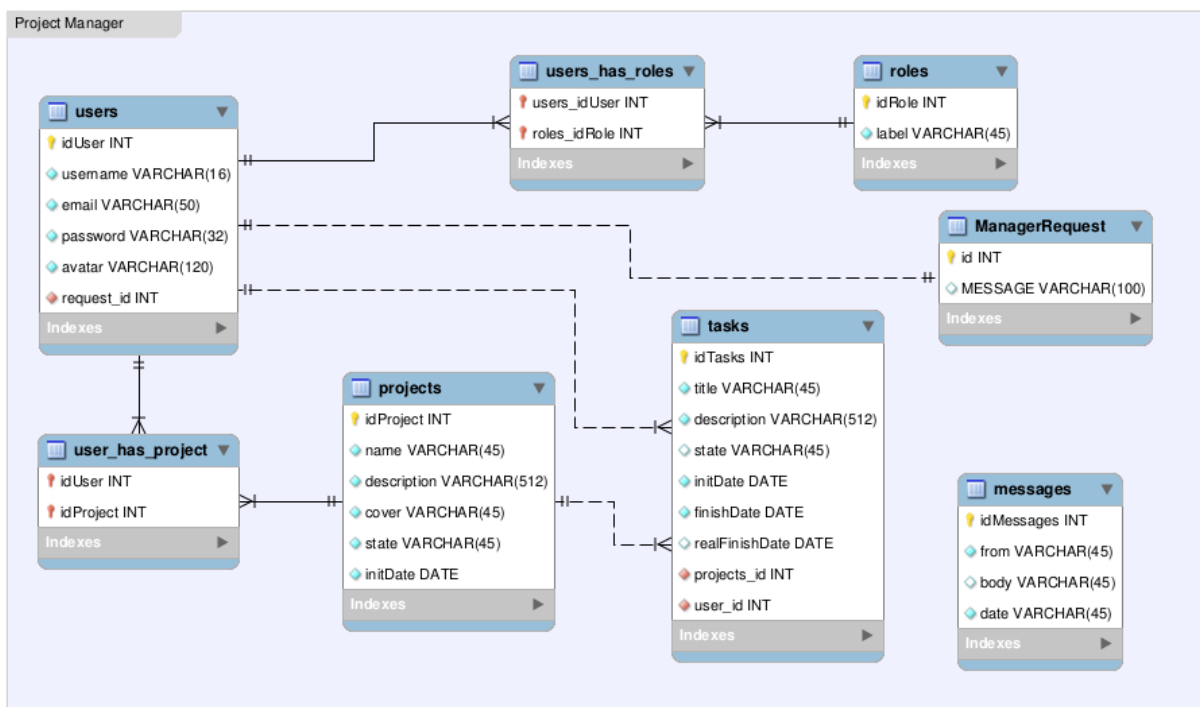 Project Manager
users
idUser INT
username VARCHAR(16)
email VARCHAR(50)
password VARCHAR(32)
avatar VARCHAR(120)
request_id INT
Indexes
users_has_roles
users_idUser INT
roles_idRole INT
Indexes
roles
idRole INT
label VARCHAR(45)
Indexes
ManagerRequest
id INT
MESSAGE VARCHAR(100)
Indexes
user_has_project
idUser INT
idProject INT
Indexes
projects
idProject INT
name VARCHAR(45)
description VARCHAR(512)
cover VARCHAR(45)
state VARCHAR(45)
initDate DATE
Indexes
tasks
idTasks INT
title VARCHAR(45)
description VARCHAR(512)
state VARCHAR(45)
initDate DATE
finishDate DATE
realFinishDate DATE
projects_id INT
user_id INT
Indexes
messages
idMessages INT
from VARCHAR(45)
body VARCHAR(45)
date VARCHAR(45)
Indexes